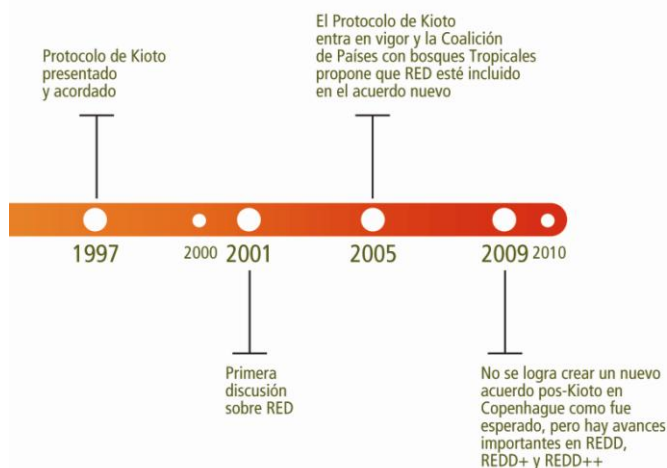 Protocolo de Kioto
presentado
y acordado
El Protocolo de Kioto
entra en vigor y la Coalición
de Países con bosques Tropicales
propone que RED esté incluido
en el acuerdo nuevo
1997
2000
2001
2005
2009
2010
Primera
discusión
sobre RED
No se logra crear un nuevo
acuerdo pos-Kioto en
Copenhague como fue
esperado, pero hay avances
importantes en REDD,
REDD+ y REDD++